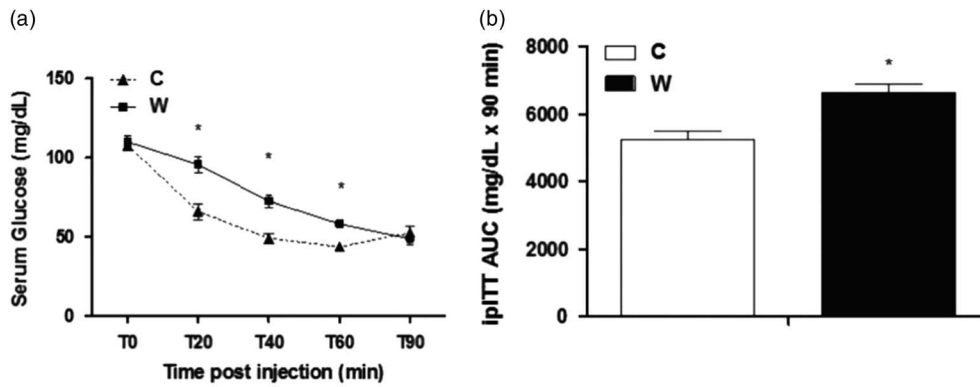 (a)
C
W
150
100
50
0
*
*
*
T0 T20 T40 T60 T90
Serum Glucose (mg/dL)
Time post injection (min)
(b)
C
W
8000
6000
4000
2000
0
*
ipITT AUC (mg/dL x 90 min)